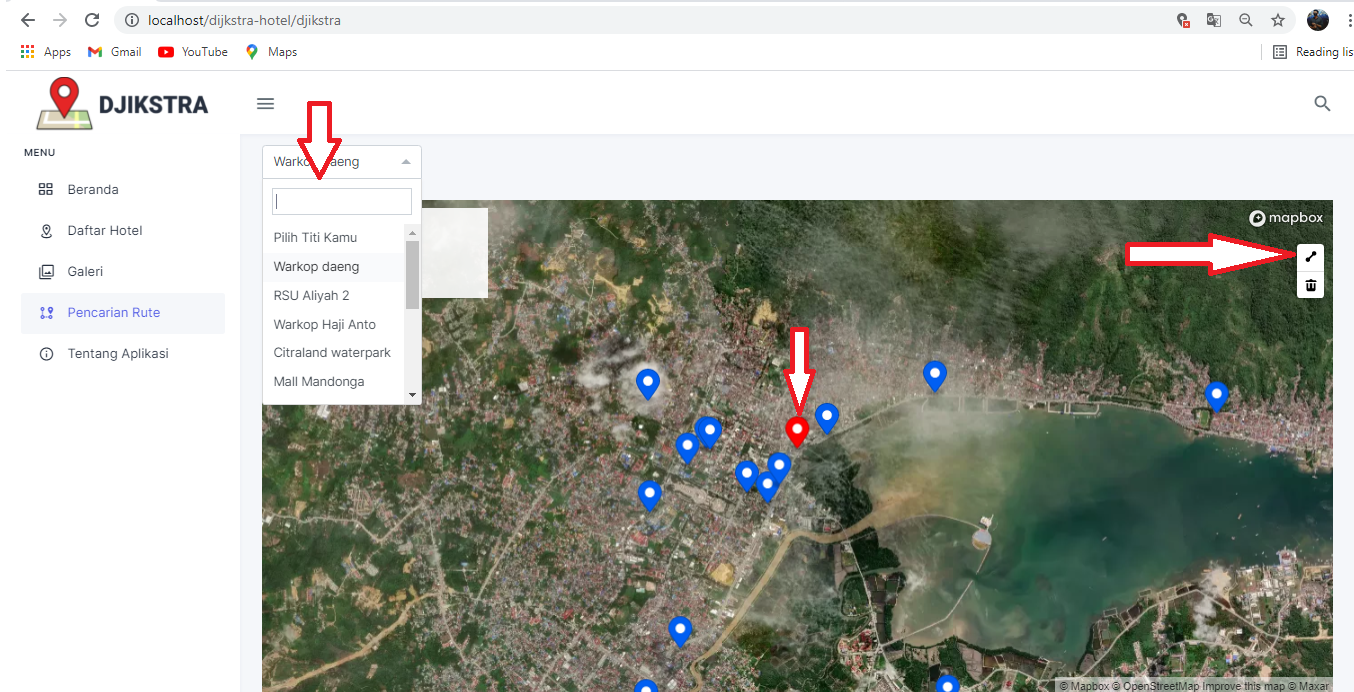 localhost/dijkstra-hotel/djikstra
Apps Gmail YouTube Maps Reading lis
DJIKSTRA
MENU
Beranda
Daftar Hotel
Galeri
Pencarian Rute
Tentang Aplikasi
Warkop daeng
Pilih Titi Kamu
Warkop daeng
RSU Aliyah 2
Warkop Haji Anto
Citraland waterpark
Mall Mandonga
mapbox
© Mapbox © OpenStreetMap Improve this map © Maxar